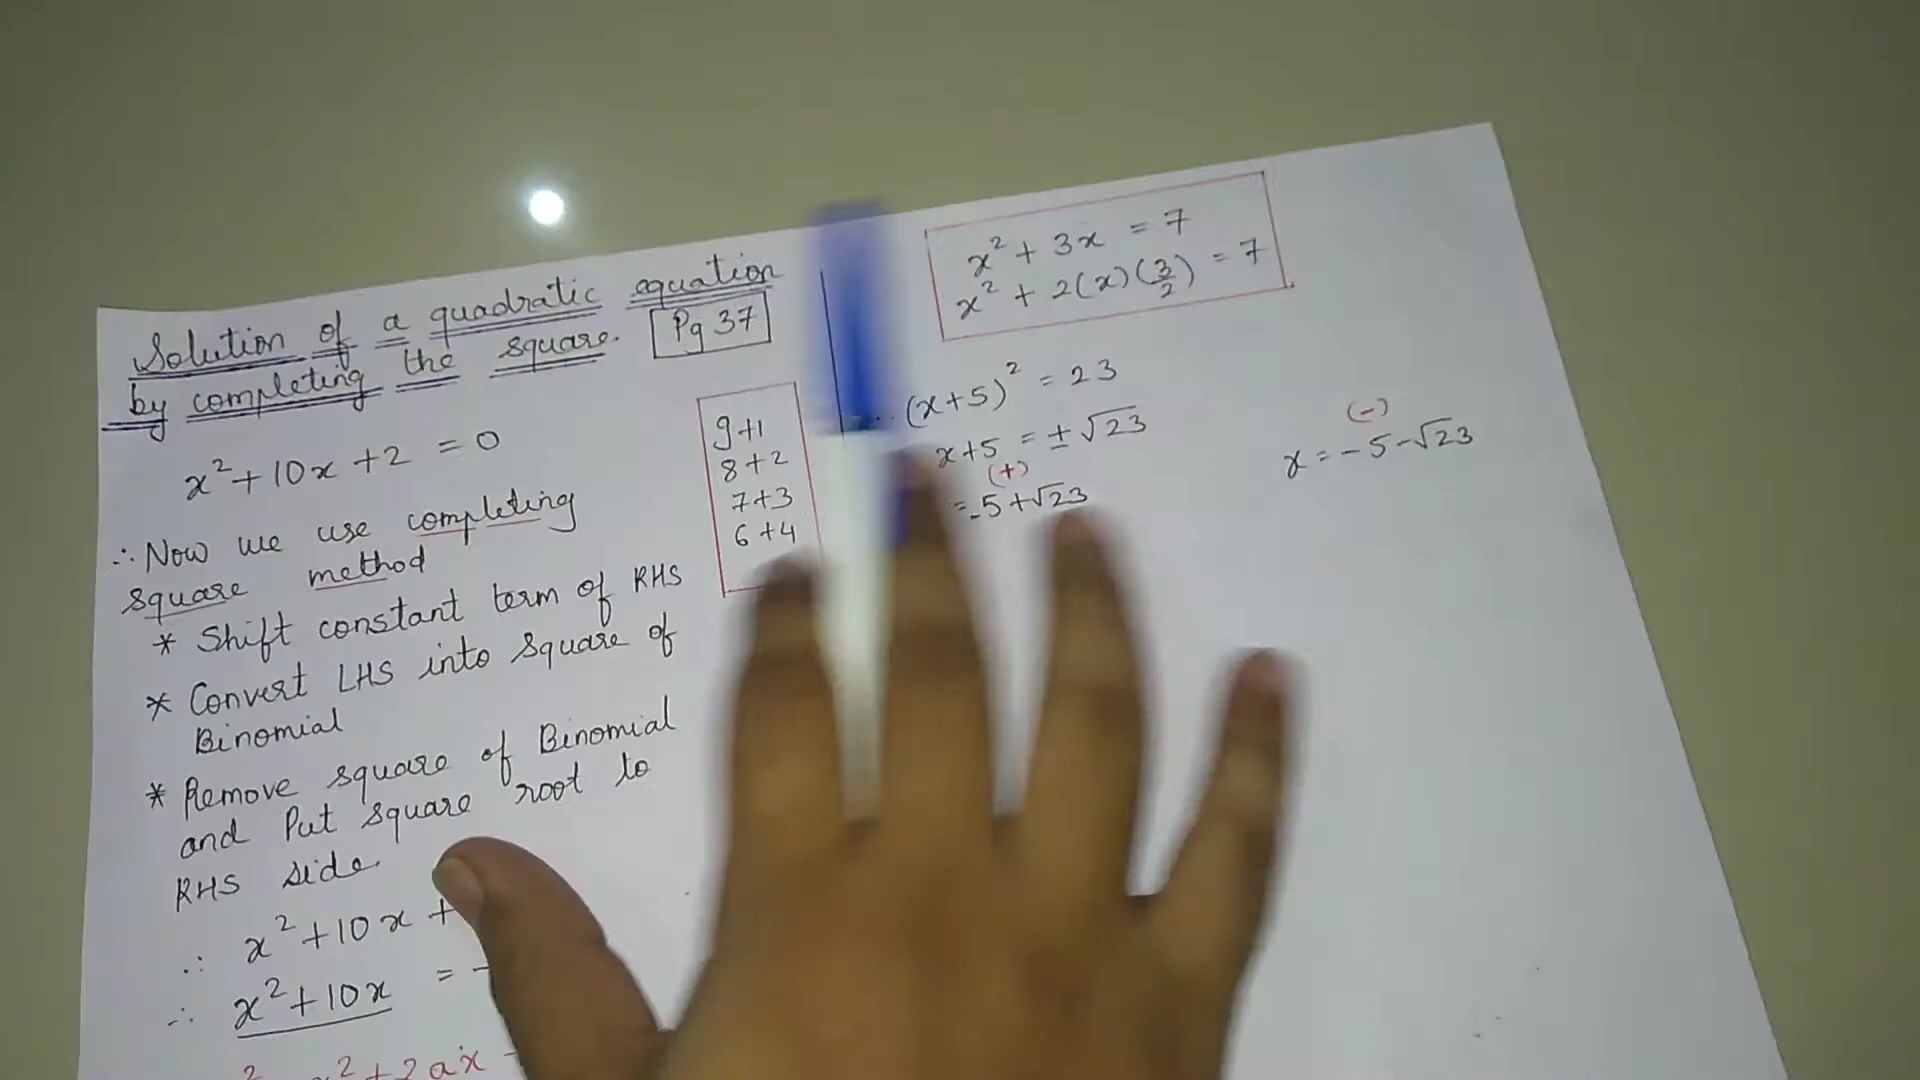 Solution of a quadratic equation
by completing the square.
Pg 37
x² + 10x + 2 = 0
∴ Now we use completing
square method
* Shift constant term of RHS
* Convert LHS into square of
Binomial
* Remove square of Binomial
and Put square root to
RHS side.
∴ x² + 10x +
∴ x² + 10x = -
x² + 2ax
9+1
8+2
7+3
6+4
x² + 3x = 7
x² + 2(x)(3/2) = 7
(x+5)² = 23
x+5 = ± √23
(+)
= -5 + √23
(-)
x = -5 - √23